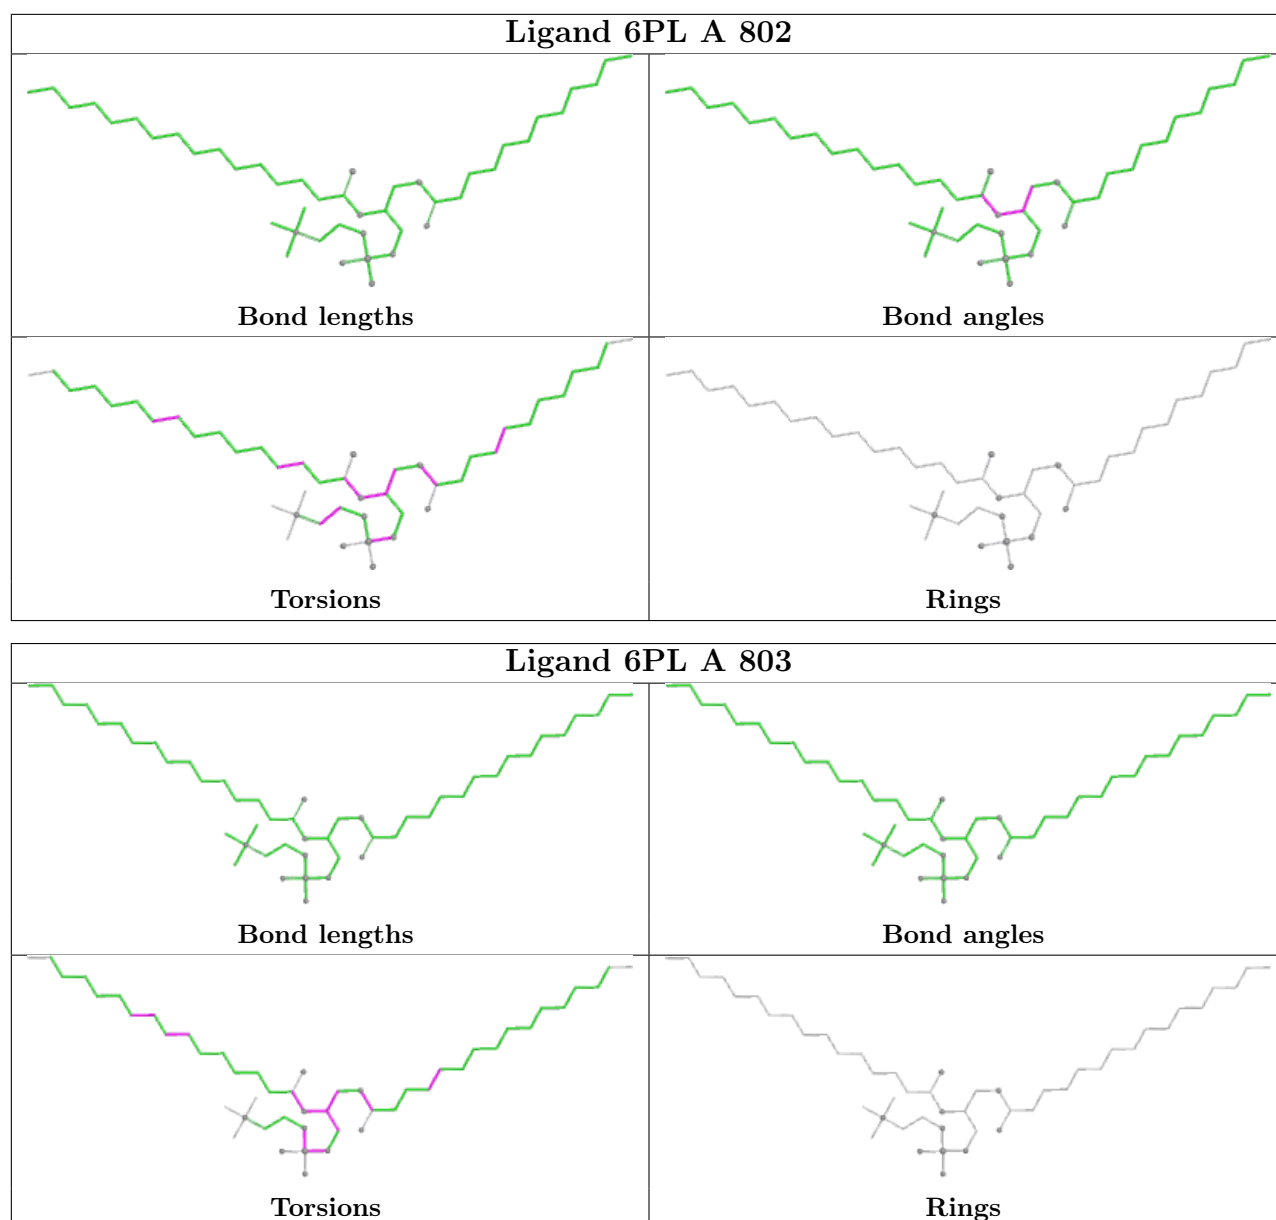 Ligand 6PL A 802
Bond lengths
Bond angles
Torsions
Rings
Ligand 6PL A 803
Bond lengths
Bond angles
Torsions
Rings